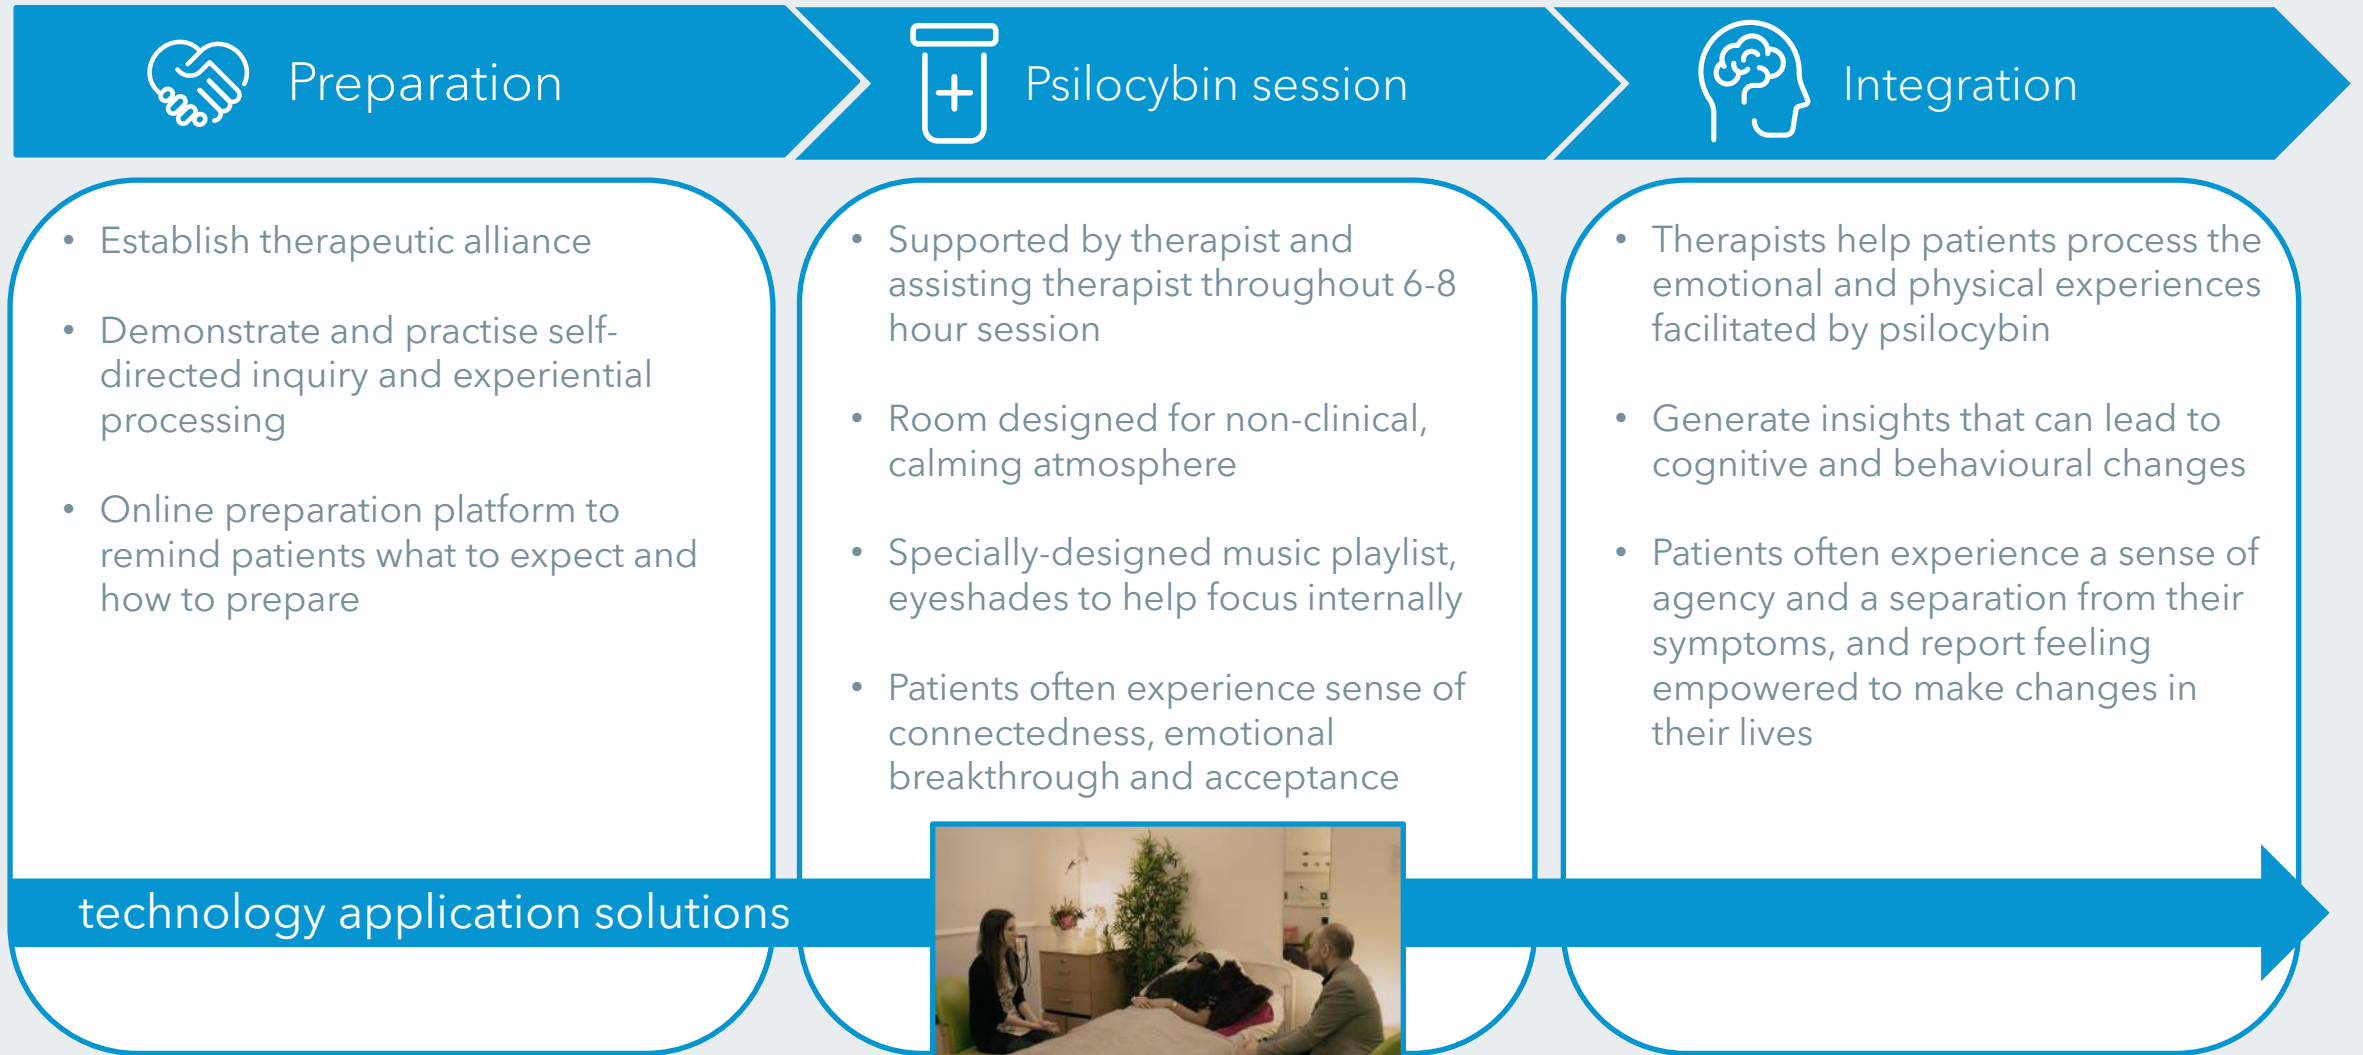 Preparation
Psilocybin session
Integration
• Establish therapeutic alliance
• Demonstrate and practise self-
directed inquiry and experiential
processing
• Online preparation platform to
remind patients what to expect and
how to prepare
• Supported by therapist and
assisting therapist throughout 6-8
hour session
• Room designed for non-clinical,
calming atmosphere
• Specially-designed music playlist,
eyeshades to help focus internally
• Patients often experience sense of
connectedness, emotional
breakthrough and acceptance
• Therapists help patients process the
emotional and physical experiences
facilitated by psilocybin
• Generate insights that can lead to
cognitive and behavioural changes
• Patients often experience a sense of
agency and a separation from their
symptoms, and report feeling
empowered to make changes in
their lives
technology application solutions